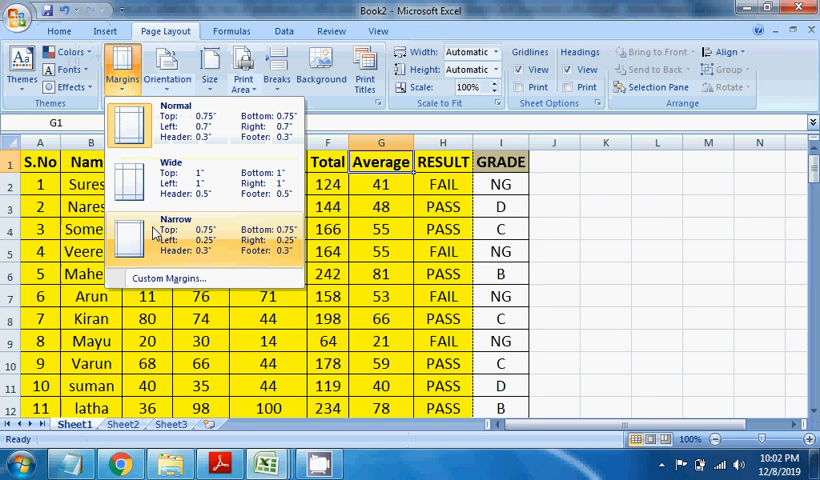 Book2 - Microsoft Excel
Home Insert Page Layout Formulas Data Review View
Themes Colors Fonts Effects Margins Orientation Size Print Area Breaks Background Print Titles Width: Automatic Height: Automatic Scale: 100% Gridlines View Print Headings View Print Bring to Front Send to Back Selection Pane Align Group Rotate
Themes Scale to Fit Sheet Options Arrange
G1
Normal
Top: 0.75" Bottom: 0.75"
Left: 0.7" Right: 0.7"
Header: 0.3" Footer: 0.3"
Wide
Top: 1" Bottom: 1"
Left: 1" Right: 1"
Header: 0.5" Footer: 0.5"
Narrow
Top: 0.75" Bottom: 0.75"
Left: 0.25" Right: 0.25"
Header: 0.3" Footer: 0.3"
Custom Margins...
A B F G H I J K L M N
1 S.No Nam Total Average RESULT GRADE
2 1 Sures 124 41 FAIL NG
3 2 Nares 144 48 PASS D
4 3 Some 166 55 PASS C
5 4 Veere 164 55 FAIL NG
6 5 Mahe 242 81 PASS B
7 6 Arun 11 76 71 158 53 FAIL NG
8 7 Kiran 80 74 44 198 66 PASS C
9 8 Mayu 20 30 14 64 21 FAIL NG
10 9 Varun 68 66 44 178 59 PASS C
11 10 suman 40 35 44 119 40 PASS D
12 11 latha 36 98 100 234 78 PASS B
Sheet1 Sheet2 Sheet3
Ready 100%
10:02 PM
12/8/2019